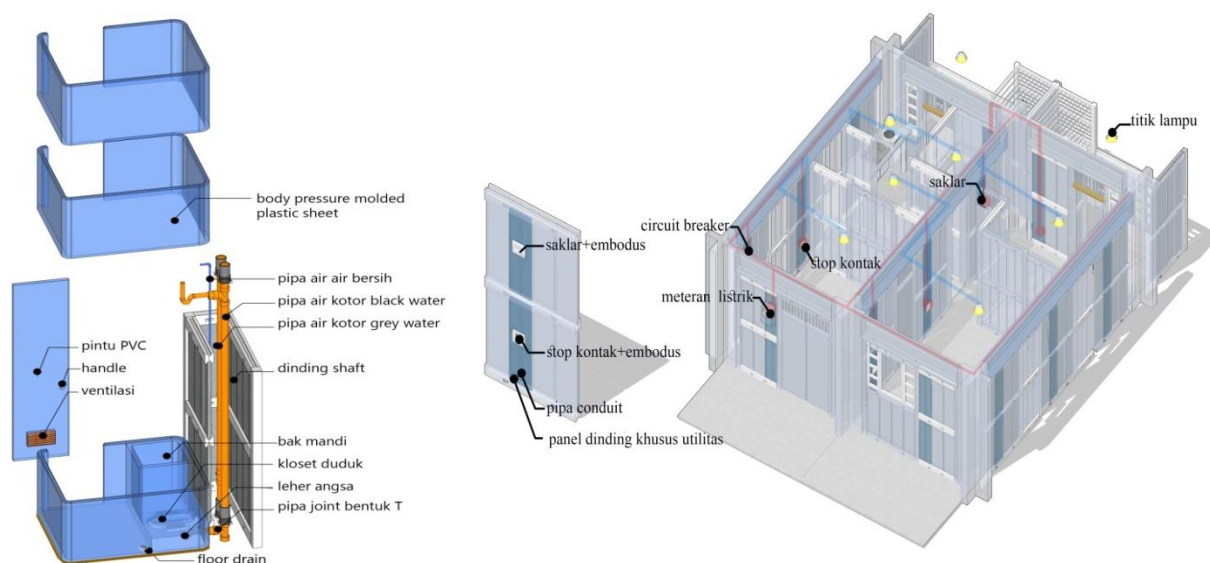 body pressure molded
plastic sheet
pipa air air bersih
pipa air kotor black water
pipa air kotor grey water
pintu PVC
handle
ventilasi
dinding shaft
bak mandi
kloset duduk
leher angsa
pipa joint bentuk T
floor drain
saklar+embodus
stop kontak+embodus
pipa conduit
panel dinding khusus utilitas
titik lampu
saklar
circuit breaker
stop kontak
meteran listrik